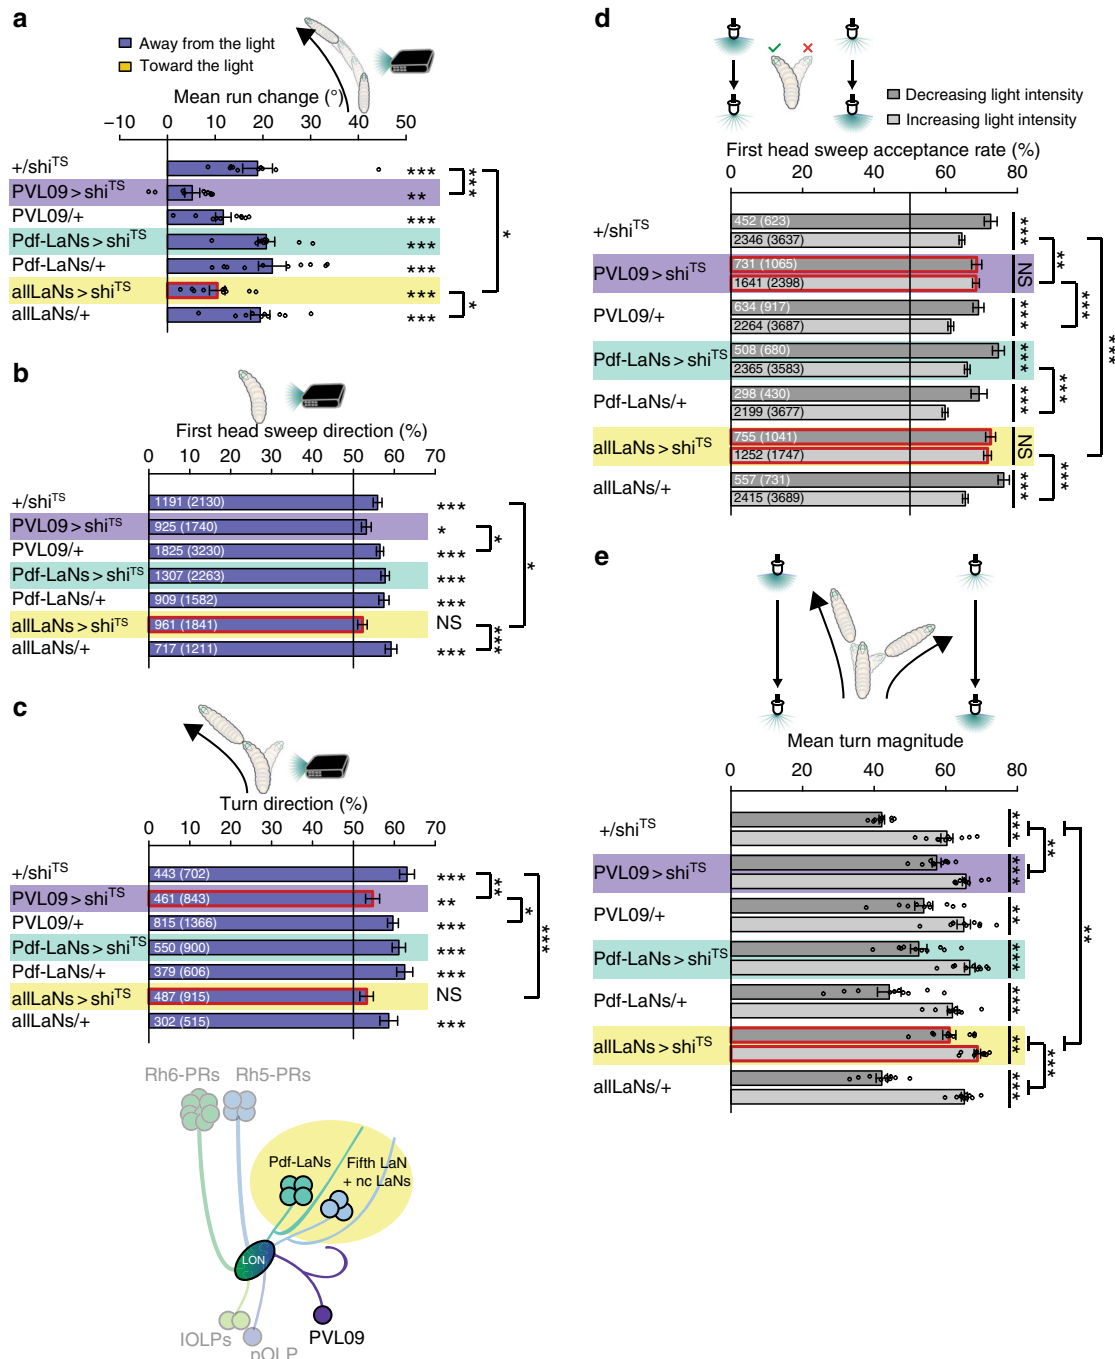 a
Away from the light
Toward the light
Mean run change (°)
−10 0 10 20 30 40 50
+/shiTS *** ***
PVL09 > shiTS **
PVL09/+ ***
Pdf-LaNs > shiTS *** *
Pdf-LaNs/+ ***
allLaNs > shiTS *** *
allLaNs/+ ***
b
First head sweep direction (%)
0 10 20 30 40 50 60 70
+/shiTS 1191 (2130) ***
PVL09 > shiTS 925 (1740) * *
PVL09/+ 1825 (3230) ***
Pdf-LaNs > shiTS 1307 (2263) *** *
Pdf-LaNs/+ 909 (1582) ***
allLaNs > shiTS 961 (1841) NS ***
allLaNs/+ 717 (1211) ***
c
Turn direction (%)
0 10 20 30 40 50 60 70
+/shiTS 443 (702) *** **
PVL09 > shiTS 461 (843) ** *
PVL09/+ 815 (1366) ***
Pdf-LaNs > shiTS 550 (900) *** ***
Pdf-LaNs/+ 379 (606) ***
allLaNs > shiTS 487 (915) NS
allLaNs/+ 302 (515) ***
Rh6-PRs Rh5-PRs
Pdf-LaNs
Fifth LaN
+ nc LaNs
LON
lOLPs
pOLP
PVL09
d
Decreasing light intensity
Increasing light intensity
First head sweep acceptance rate (%)
0 20 40 60 80
+/shiTS 452 (623) ***
2346 (3637) **
PVL09 > shiTS 731 (1065) NS
1641 (2398) ***
PVL09/+ 634 (917) ***
2264 (3687) ***
Pdf-LaNs > shiTS 508 (680) ***
2365 (3583) ***
Pdf-LaNs/+ 298 (430) ***
2199 (3677)
allLaNs > shiTS 755 (1041) NS
1252 (1747) ***
allLaNs/+ 557 (731) ***
2415 (3689)
e
Mean turn magnitude
0 20 40 60 80
+/shiTS *** **
PVL09 > shiTS ***
PVL09/+ **
Pdf-LaNs > shiTS *** **
Pdf-LaNs/+ ***
allLaNs > shiTS ** ***
allLaNs/+ ***